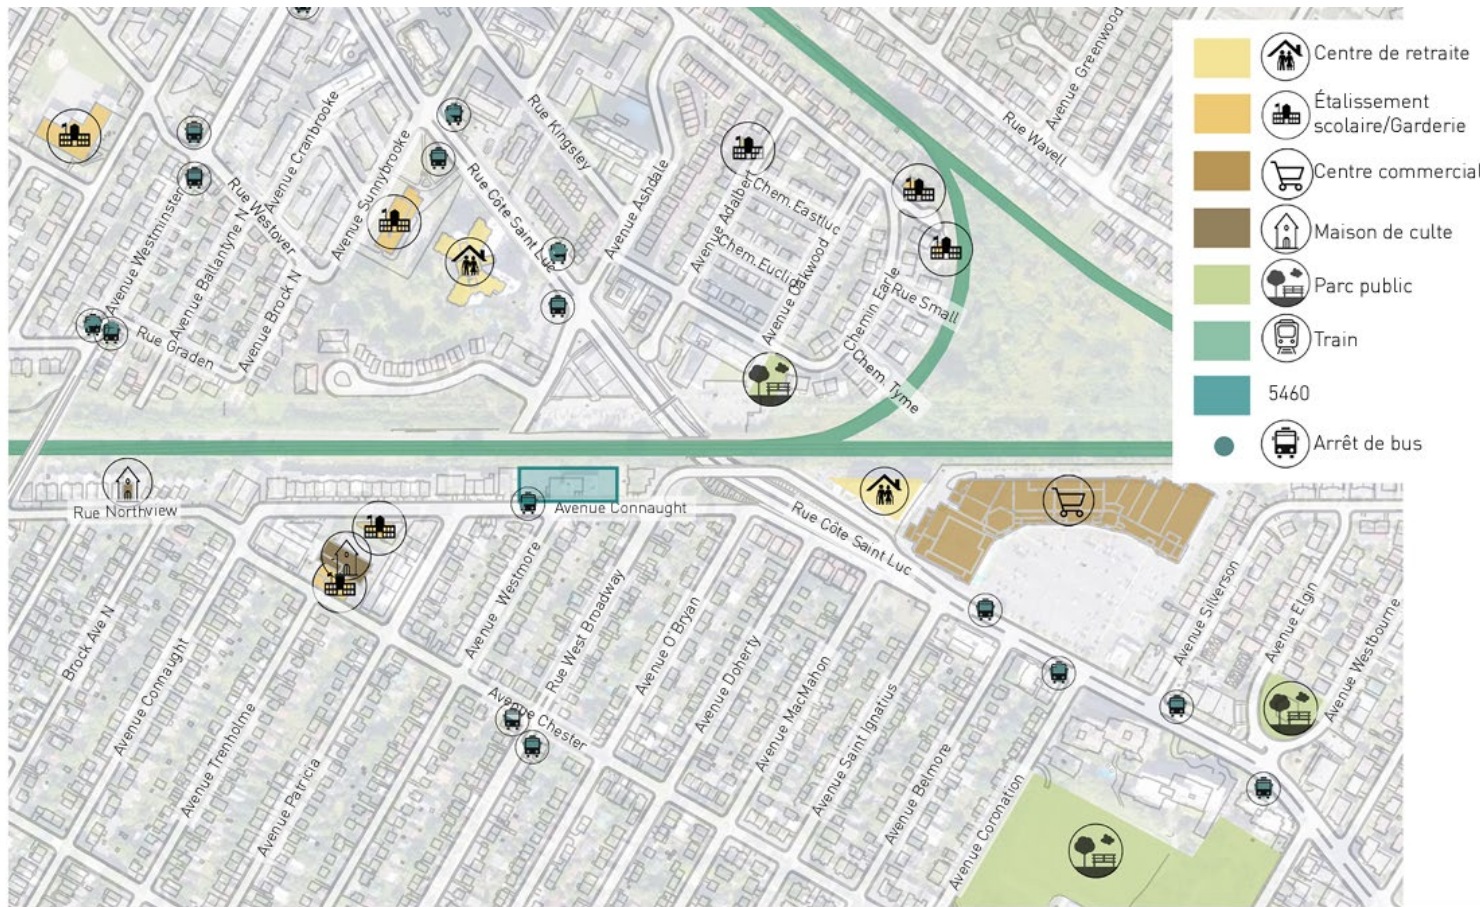 Centre de retraite
Étalissement
scolaire/Garderie
Centre commercial
Maison de culte
Parc public
Train
5460
Arrêt de bus
Avenue Greenwood
Rue Wavell
Rue Kingsley
Avenue Cranbrooke
Avenue Sunnybrooke
Rue Côte Saint Luc
Avenue Ashdale
Avenue Adalbert
Chem. Eastluc
Chem. Euclie
Avenue Oakwood
Chemin Earle
Rue Small
Chem. Tyme
Avenue Westminster
Rue Westover
Avenue Ballantyne N
Avenue Brock N
Rue Graden
Rue Northview
Avenue Connaught
Rue Côte Saint Luc
Brock Ave N
Avenue Connaught
Avenue Trenholme
Avenue Patricia
Avenue Westmore
Rue West Broadway
Avenue Chester
Avenue O'Bryan
Avenue Doherty
Avenue MacMahon
Avenue Saint Ignatius
Avenue Belmore
Avenue Coronation
Avenue Silverson
Avenue Elgin
Avenue Westbourne